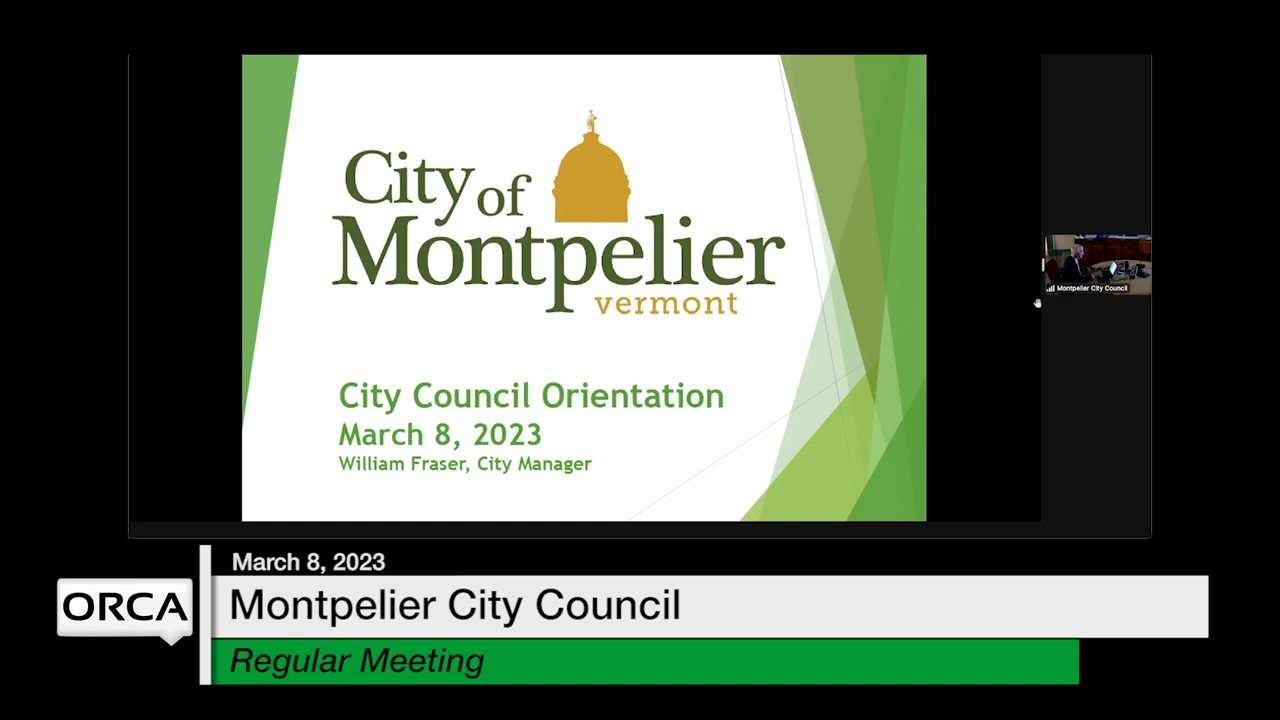 City of
Montpelier
vermont
City Council Orientation
March 8, 2023
William Fraser, City Manager
Montpelier City Council
March 8, 2023
ORCA
Montpelier City Council
Regular Meeting